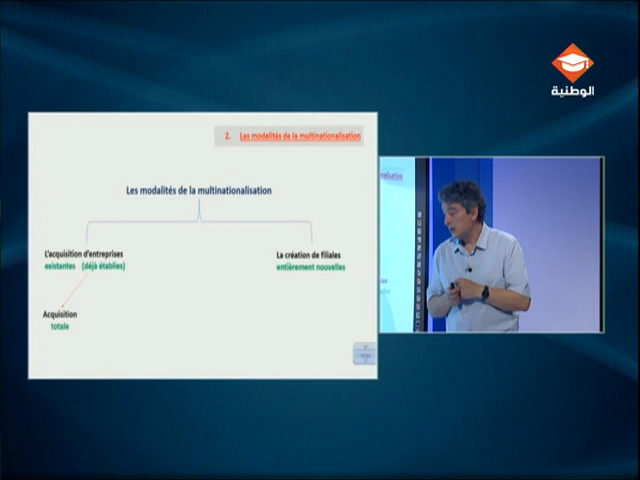 الوطنية
2. Les modalités de la multinationalisation
Les modalités de la multinationalisation
L'acquisition d'entreprises
existantes (déjà établies)
La création de filiales
entièrement nouvelles
Acquisition
totale